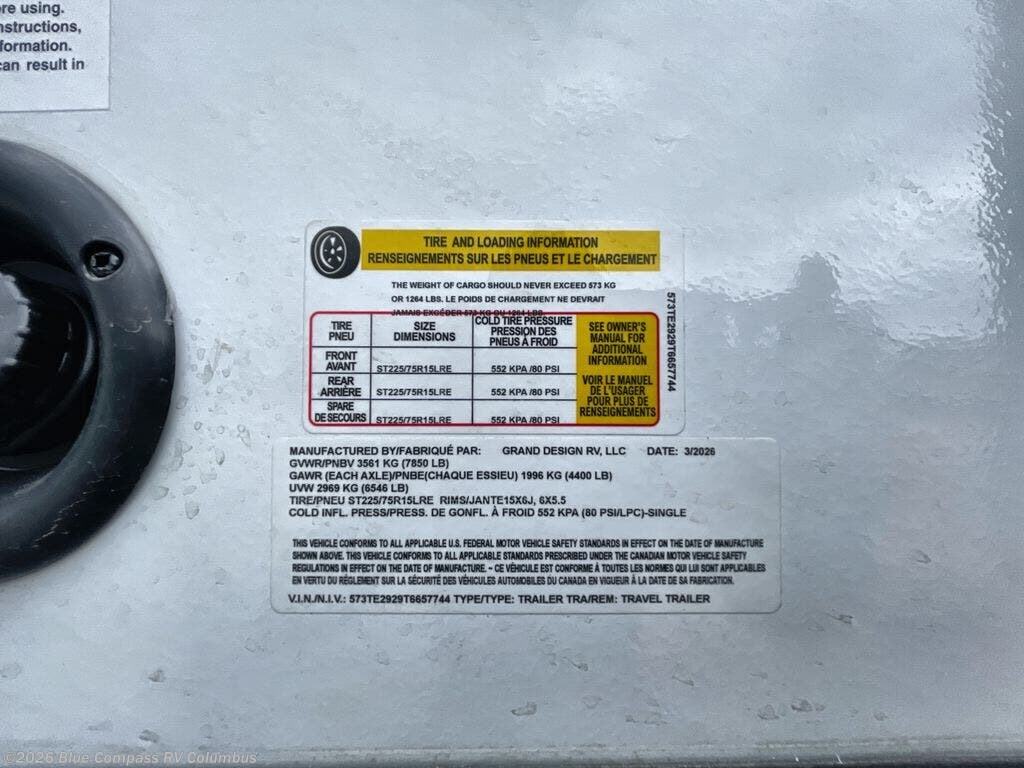 re using.
nstructions,
formation.
can result in
TIRE AND LOADING INFORMATION
RENSEIGNEMENTS SUR LES PNEUS ET LE CHARGEMENT
THE WEIGHT OF CARGO SHOULD NEVER EXCEED 573 KG
OR 1264 LBS. LE POIDS DE CHARGEMENT NE DEVRAIT
JAMAIS EXCÉDER 573 KG OU 1264 LBS.
TIRE SIZE COLD TIRE PRESSURE
PNEU DIMENSIONS PRESSION DES
PNEUS À FROID
FRONT
AVANT ST225/75R15LRE 552 KPA /80 PSI
REAR
ARRIÈRE ST225/75R15LRE 552 KPA /80 PSI
SPARE
DE SECOURS ST225/75R15LRE 552 KPA /80 PSI
SEE OWNER'S
MANUAL FOR
ADDITIONAL
INFORMATION
VOIR LE MANUEL
DE L'USAGER
POUR PLUS DE
RENSEIGNEMENTS
573TE2929T6657744
MANUFACTURED BY/FABRIQUÉ PAR: GRAND DESIGN RV, LLC DATE: 3/2026
GVWR/PNBV 3561 KG (7850 LB)
GAWR (EACH AXLE)/PNBE(CHAQUE ESSIEU) 1996 KG (4400 LB)
UVW 2969 KG (6546 LB)
TIRE/PNEU ST225/75R15LRE RIMS/JANTE15X6J, 6X5.5
COLD INFL. PRESS/PRESS. DE GONFL. À FROID 552 KPA (80 PSI/LPC)-SINGLE
THIS VEHICLE CONFORMS TO ALL APPLICABLE U.S. FEDERAL MOTOR VEHICLE SAFETY STANDARDS IN EFFECT ON THE DATE OF MANUFACTURE
SHOWN ABOVE. THIS VEHICLE CONFORMS TO ALL APPLICABLE STANDARDS PRESCRIBED UNDER THE CANADIAN MOTOR VEHICLE SAFETY
REGULATIONS IN EFFECT ON THE DATE OF MANUFACTURE. ~ CE VÉHICULE EST CONFORME À TOUTES LES NORMES QUI LUI SONT APPLICABLES
EN VERTU DU RÉGLEMENT SUR LA SÉCURITÉ DES VÉHICULES AUTOMOBILES DU CANADA EN VIGUEUR À LA DATE DE SA FABRICATION.
V.I.N./N.I.V.: 573TE2929T6657744 TYPE/TYPE: TRAILER TRA/REM: TRAVEL TRAILER
©2026 Blue Compass RV Columbus